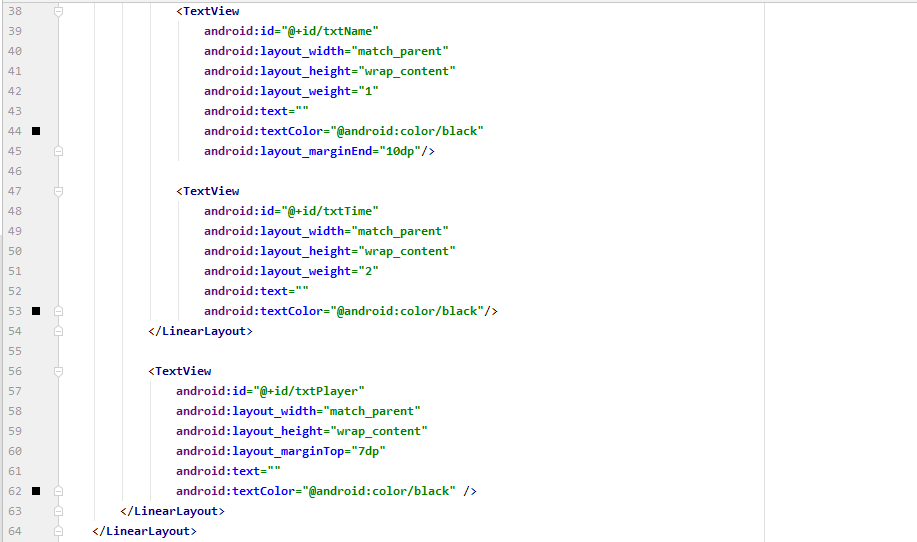 38 <TextView
39 android:id="@+id/txtName"
40 android:layout_width="match_parent"
41 android:layout_height="wrap_content"
42 android:layout_weight="1"
43 android:text=""
44 android:textColor="@android:color/black"
45 android:layout_marginEnd="10dp"/>
46
47 <TextView
48 android:id="@+id/txtTime"
49 android:layout_width="match_parent"
50 android:layout_height="wrap_content"
51 android:layout_weight="2"
52 android:text=""
53 android:textColor="@android:color/black"/>
54 </LinearLayout>
55
56 <TextView
57 android:id="@+id/txtPlayer"
58 android:layout_width="match_parent"
59 android:layout_height="wrap_content"
60 android:layout_marginTop="7dp"
61 android:text=""
62 android:textColor="@android:color/black" />
63 </LinearLayout>
64 </LinearLayout>